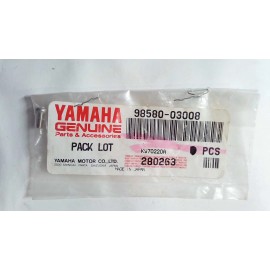 YAMAHA 98580-03008
GENUINE
Parts & Accessories
PACK LOT KV70220A PCS
YAMAHA MOTOR CO.,LTD. 280263
MADE IN JAPAN